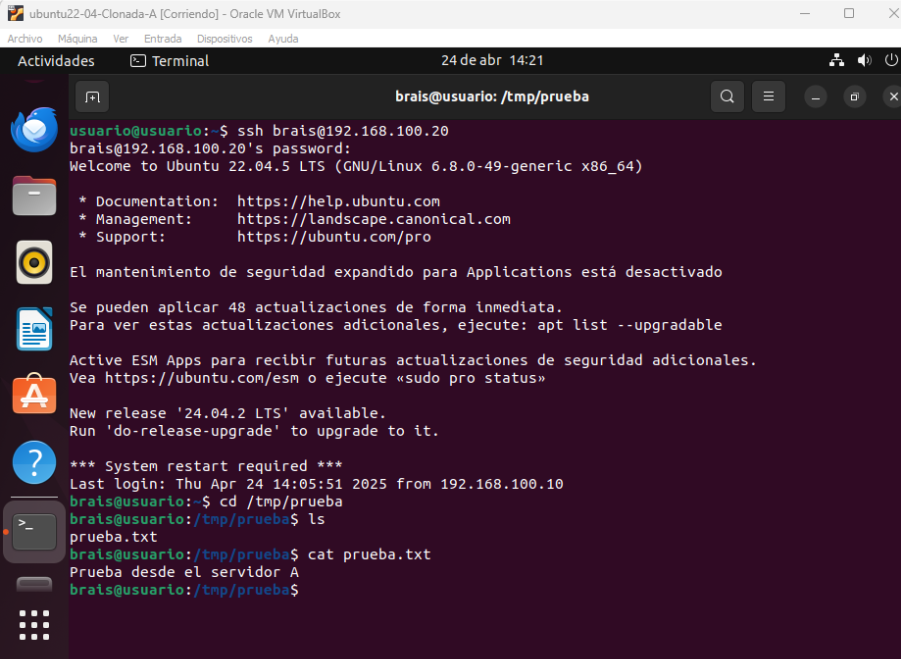 ubuntu22-04-Clonada-A [Corriendo] - Oracle VM VirtualBox
Archivo Máquina Ver Entrada Dispositivos Ayuda
Actividades Terminal 24 de abr 14:21
brais@usuario: /tmp/prueba
usuario@usuario:~$ ssh brais@192.168.100.20
brais@192.168.100.20's password:
Welcome to Ubuntu 22.04.5 LTS (GNU/Linux 6.8.0-49-generic x86_64)
* Documentation: https://help.ubuntu.com
* Management: https://landscape.canonical.com
* Support: https://ubuntu.com/pro
El mantenimiento de seguridad expandido para Applications está desactivado
Se pueden aplicar 48 actualizaciones de forma inmediata.
Para ver estas actualizaciones adicionales, ejecute: apt list --upgradable
Active ESM Apps para recibir futuras actualizaciones de seguridad adicionales.
Vea https://ubuntu.com/esm o ejecute «sudo pro status»
New release '24.04.2 LTS' available.
Run 'do-release-upgrade' to upgrade to it.
*** System restart required ***
Last login: Thu Apr 24 14:05:51 2025 from 192.168.100.10
brais@usuario:~$ cd /tmp/prueba
brais@usuario:/tmp/prueba$ ls
prueba.txt
brais@usuario:/tmp/prueba$ cat prueba.txt
Prueba desde el servidor A
brais@usuario:/tmp/prueba$